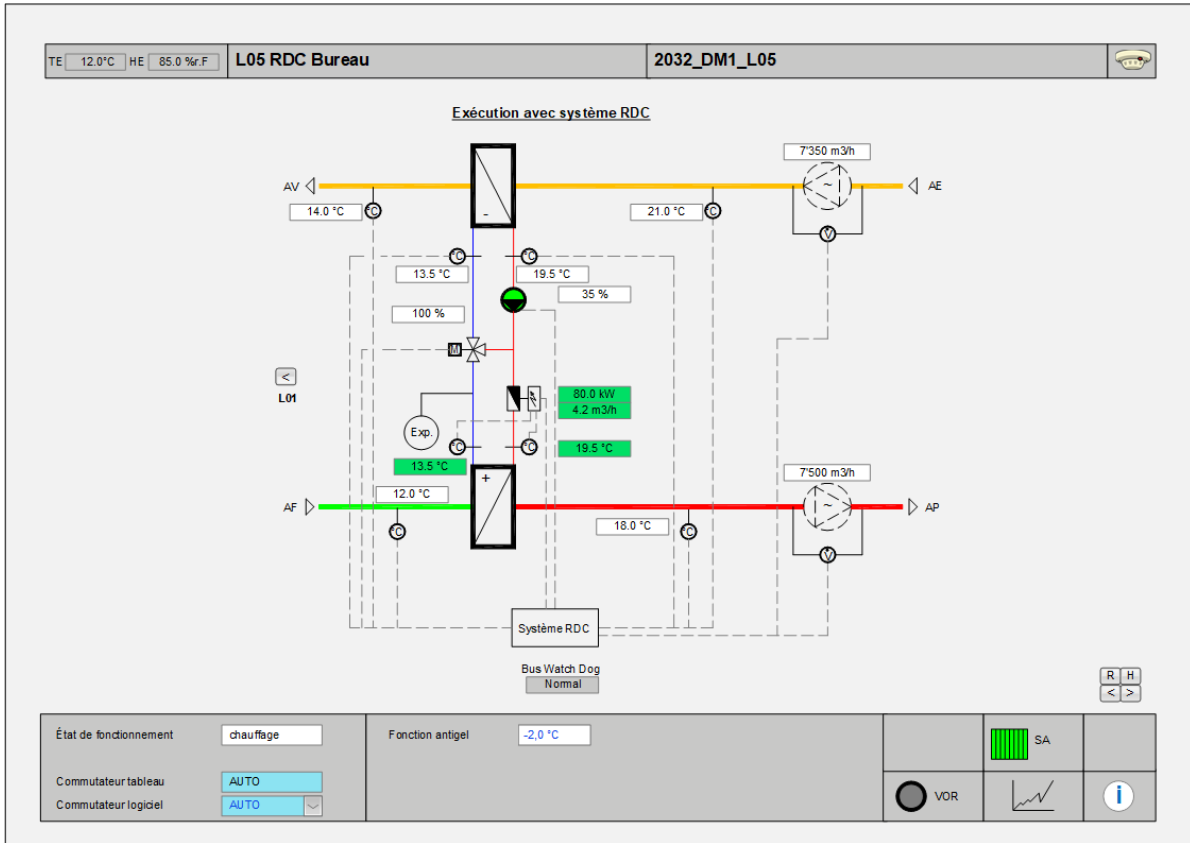 TE 12.0°C HE 85.0 %r.F L05 RDC Bureau 2032_DM1_L05
Exécution avec système RDC
7'350 m3/h
AV AE
14.0 °C °C 21.0 °C °C
°C °C
13.5 °C 19.5 °C
35 %
100 %
M
<
L01
80.0 kW
4.2 m3/h
Exp.
°C °C 19.5 °C
13.5 °C
7'500 m3/h
12.0 °C
AF AP
18.0 °C
°C °C
V
Système RDC
Bus Watch Dog
Normal
R H
< >
État de fonctionnement chauffage Fonction antigel -2,0 °C
SA
Commutateur tableau AUTO
Commutateur logiciel AUTO
VOR i